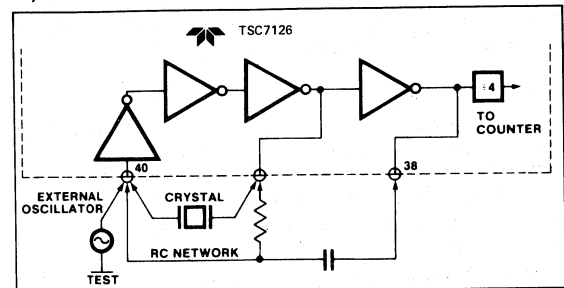 TSC7126
4
TO
COUNTER
40
38
EXTERNAL
OSCILLATOR
CRYSTAL
RC NETWORK
TEST